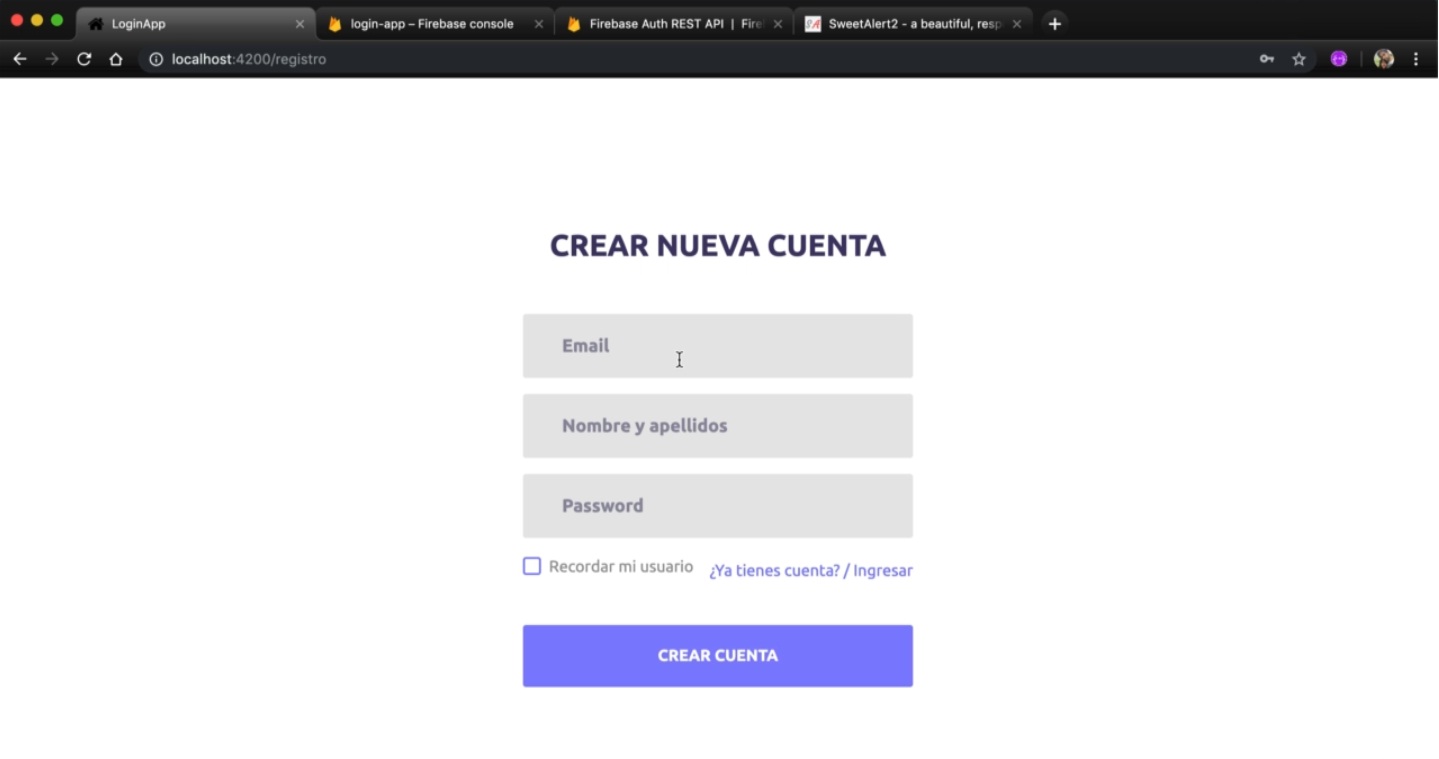 LoginApp
login-app – Firebase console
Firebase Auth REST API | Fire
SweetAlert2 - a beautiful, resp
localhost:4200/registro
CREAR NUEVA CUENTA
Email
Nombre y apellidos
Password
Recordar mi usuario
¿Ya tienes cuenta? / Ingresar
CREAR CUENTA